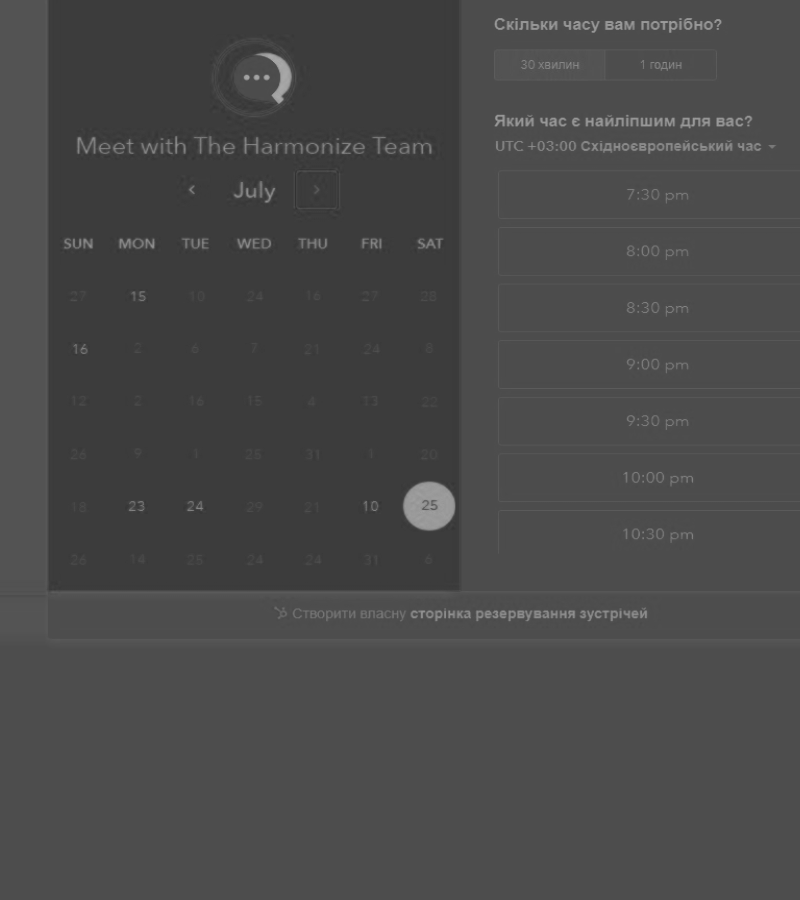 Meet with The Harmonize Team
July
SUN MON TUE WED THU FRI SAT
27 15 10 24 16 27 28
16 2 6 7 21 24 8
12 2 16 15 4 13 22
26 9 1 25 31 1 20
18 23 24 29 21 10 25
26 14 25 24 24 31 6
Скільки часу вам потрібно?
30 хвилин 1 годин
Який час є найліпшим для вас?
UTC +03:00 Східноєвропейський час
7:30 pm
8:00 pm
8:30 pm
9:00 pm
9:30 pm
10:00 pm
10:30 pm
Створити власну сторінка резервування зустрічей